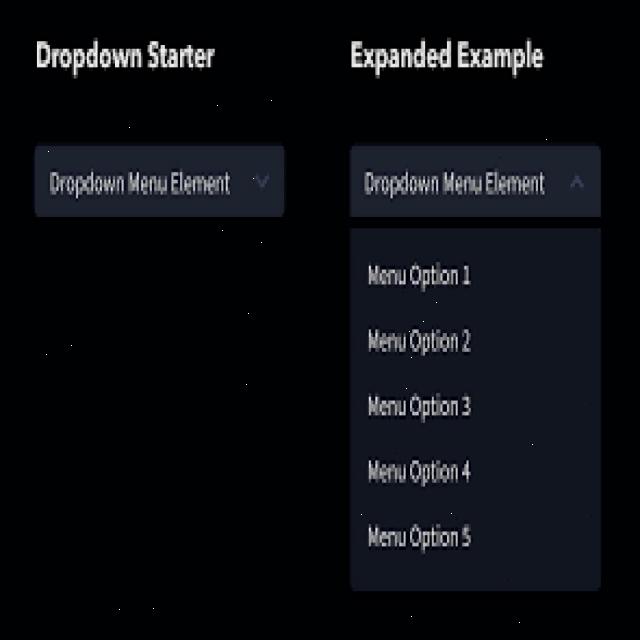 Dropdown Starter
Dropdown Menu Element
Expanded Example
Dropdown Menu Element
Menu Option 1
Menu Option 2
Menu Option 3
Menu Option 4
Menu Option 5